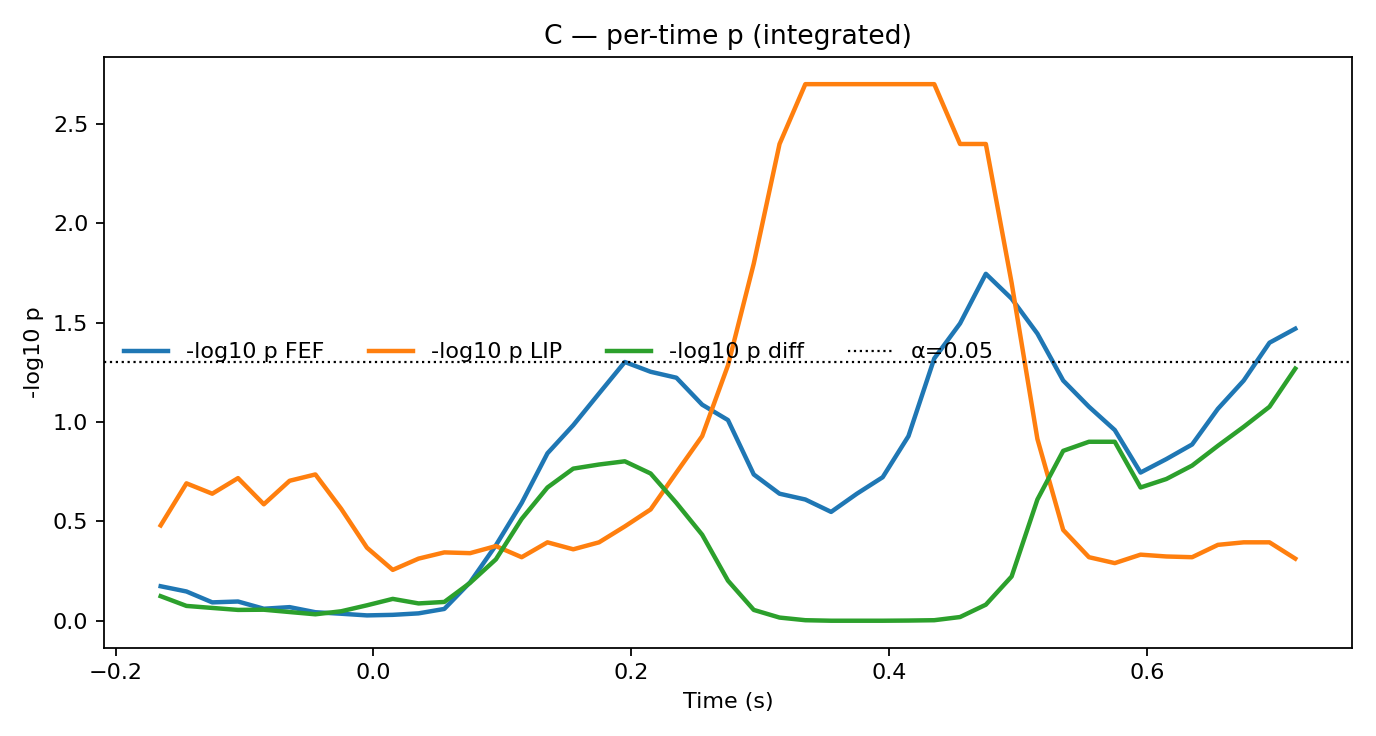 C — per-time p (integrated)
-log10 p
2.5
2.0
1.5
1.0
0.5
0.0
-log10 p FEF -log10 p LIP -log10 p diff α=0.05
−0.2 0.0 0.2 0.4 0.6
Time (s)